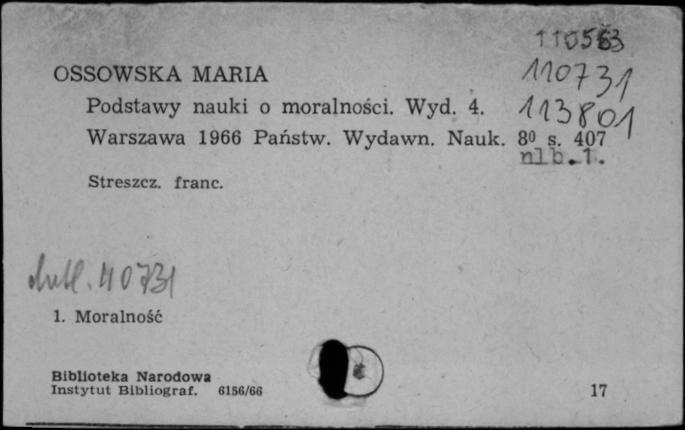 110563
OSSOWSKA MARIA
110731
Podstawy nauki o moralności. Wyd. 4.
113801
Warszawa 1966 Państw. Wydawn. Nauk. 8⁰ s. 407
nlb. 1.
Streszcz. franc.
40731
1. Moralność
Biblioteka Narodowa
Instytut Bibliograf. 6156/66
17